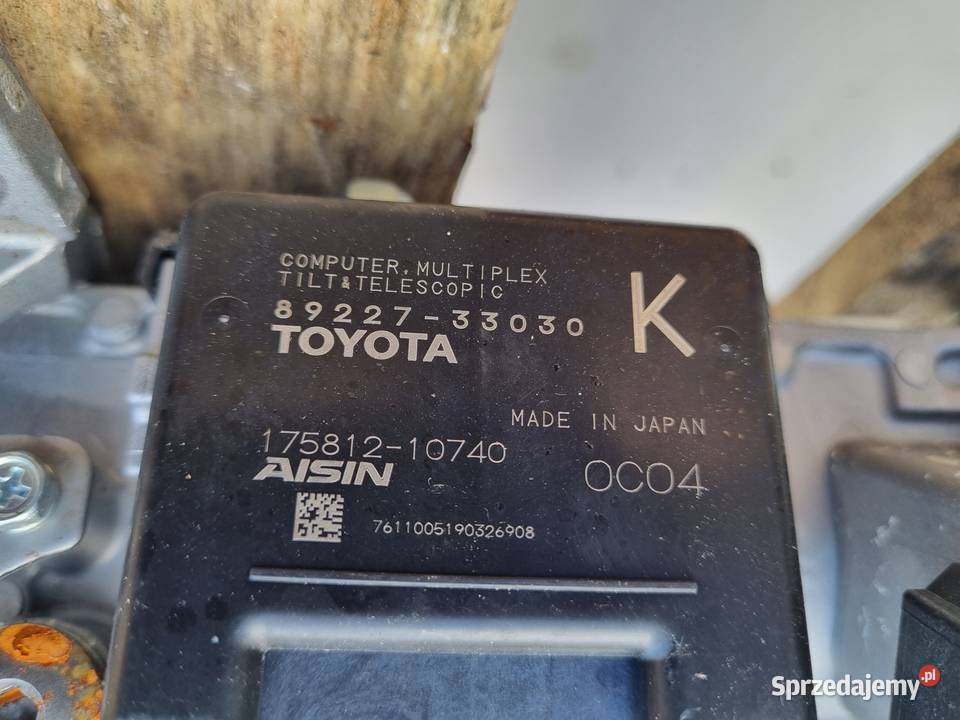 COMPUTER, MULTIPLEX
TILT&TELESCOPIC
89227-33030
K
TOYOTA
MADE IN JAPAN
175812-10740
AISIN
0C04
7611005190326908
Sprzedajemy.pl